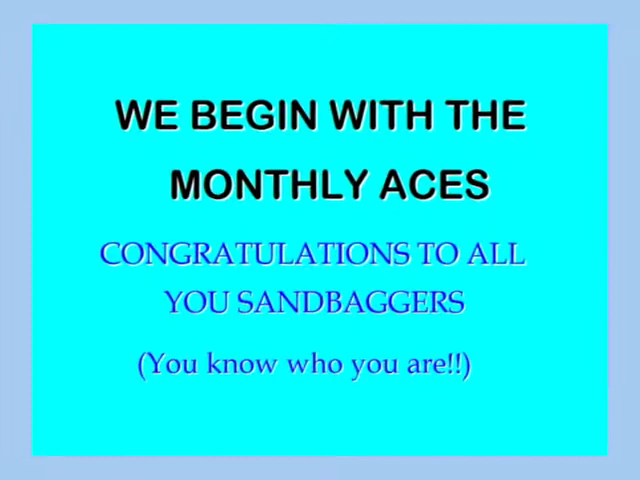 WE BEGIN WITH THE
MONTHLY ACES
CONGRATULATIONS TO ALL
YOU SANDBAGGERS
(You know who you are!!)